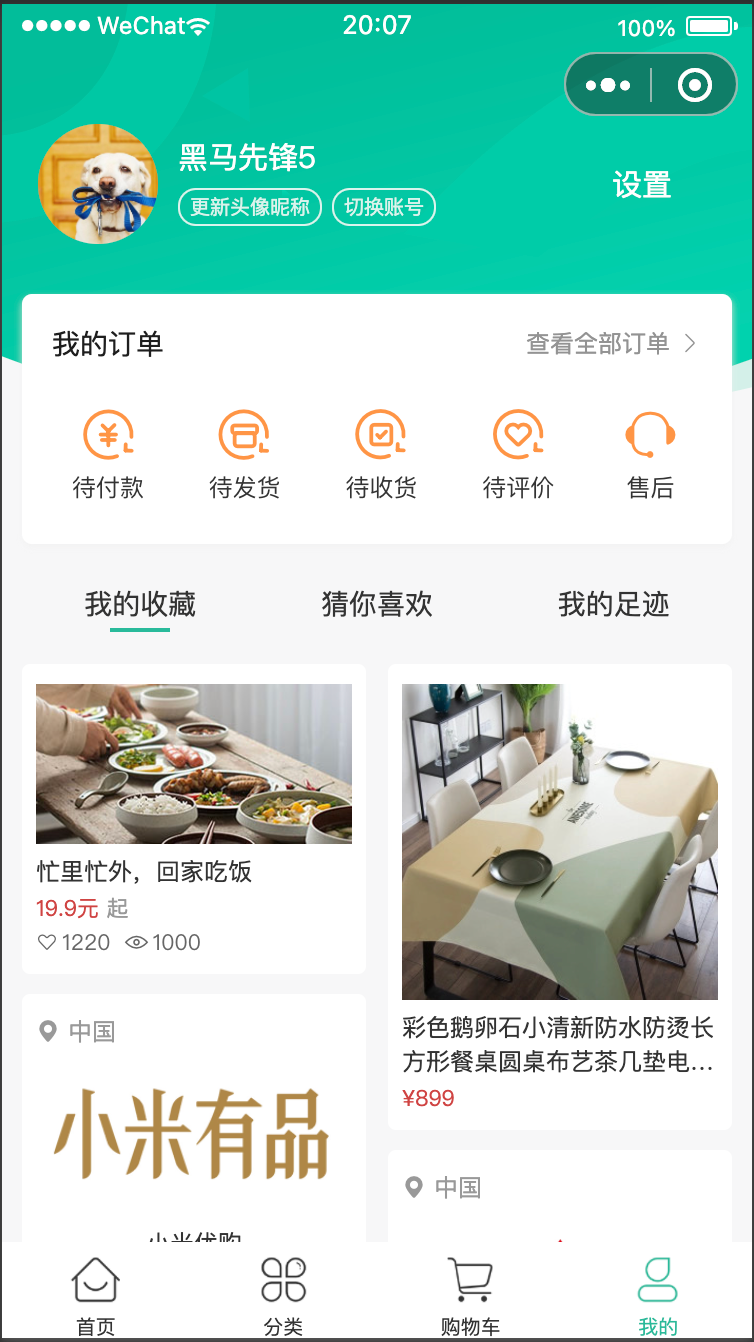 WeChat
20:07
100%
黑马先锋5
更新头像昵称
切换账号
设置
我的订单
查看全部订单
待付款
待发货
待收货
待评价
售后
我的收藏
猜你喜欢
我的足迹
忙里忙外，回家吃饭
19.9元 起
1220
1000
中国
小米有品
小米优购
彩色鹅卵石小清新防水防烫长
方形餐桌圆桌布艺茶几垫电...
¥899
中国
首页
分类
购物车
我的